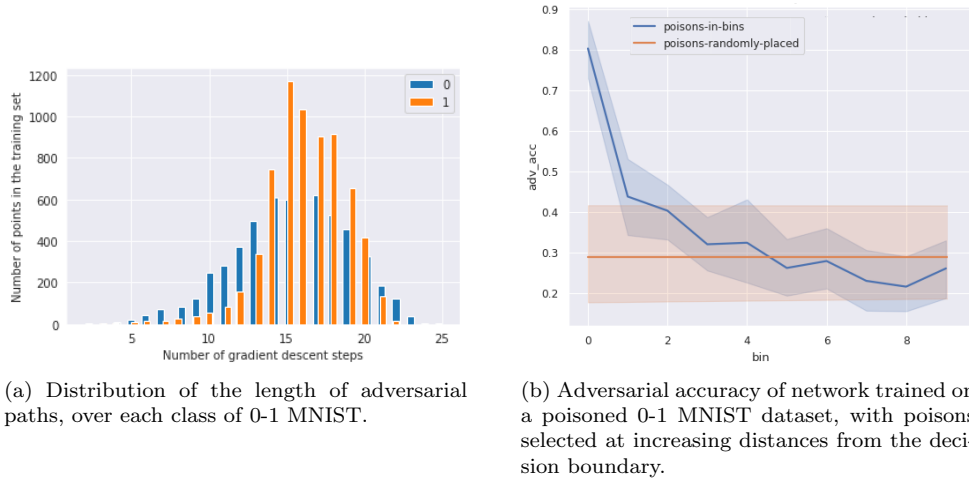 1200
1000
800
600
400
200
0
0
1
5
10
15
20
25
Number of points in the training set
Number of gradient descent steps
(a) Distribution of the length of adversarial
paths, over each class of 0-1 MNIST.
0.9
0.8
0.7
0.6
0.5
0.4
0.3
0.2
poisons-in-bins
poisons-randomly-placed
adv_acc
0
2
4
6
8
bin
(b) Adversarial accuracy of network trained on
a poisoned 0-1 MNIST dataset, with poisons
selected at increasing distances from the deci-
sion boundary.